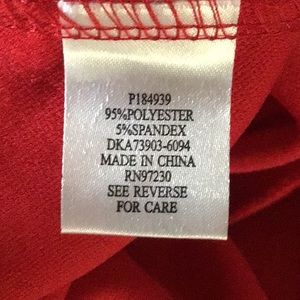 P184939
95%POLYESTER
5%SPANDEX
DKA73903-6094
MADE IN CHINA
RN97230
SEE REVERSE
FOR CARE